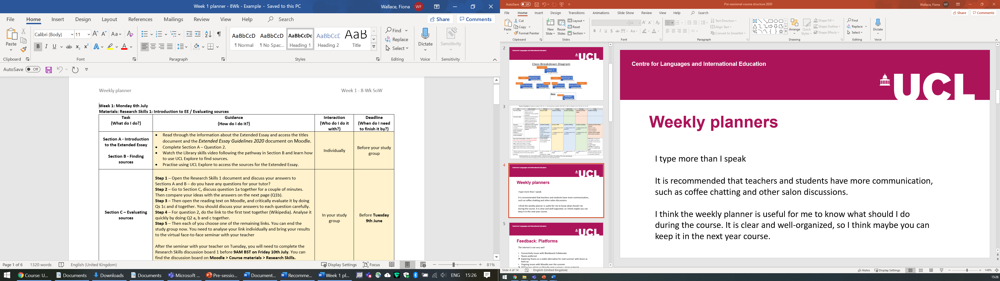 Week 1 planner - 8Wk - Example - Saved to this PC
Wallace, Fiona
WF
File Home Insert Design Layout References Mailings Review View Help Search
Share Comments
Paste
Calibri (Body) 11
Clipboard
Font
Paragraph
AaBbCcD AaBbCcD AaBbCcDc AaBbCcE AaB
¶ Normal ¶ No Spac... Heading 1 Heading 2 Title
Styles
Find
Replace
Select
Editing
Dictate
Voice
Sensitivity
Sensitivity
AutoSave Off
Weekly planner
Week 1 - 8-Wk SoW
Week 1: Monday 6th July
Materials: Research Skills 1: Introduction to EE / Evaluating sources
Task
(What do I do?)
Guidance
(How do I do it?)
Interaction
(Who do I do it
with?)
Deadline
(When do I need
to finish it by?)
Section A - Introduction
to the Extended Essay
Section B - Finding
sources
• Read through the information about the Extended Essay and access the titles
document and the Extended Essay Guidelines 2020 document on Moodle.
• Complete Section A – Question 2.
• Watch the Library skills video following the pathway in Section B and learn how
to use UCL Explore to find sources.
• Practise using UCL Explore to access the sources for the Extended Essay.
Individually
Before your study
group
Section C – Evaluating
sources
Step 1 – Open the Research Skills 1 document and discuss your answers to
Sections A and B – do you have any questions for your tutor?
Step 2 – Go to Section C, discuss question 1a together for a couple of minutes.
Then compare your ideas with the answers on the next page (Q1b).
Step 3 – Then open the reading text on Moodle, and critically evaluate it by doing
Qs 1c and d together. You should discuss your answers to each question carefully.
Step 4 – For question 2, do the link to the first text together (Wikipedia). Analyse it
quickly by doing Q2 a, b and c together.
Step 5 – Then each of you choose one of the remaining links. You can end the
study group now. You need to analyse your link individually and bring your results
to the virtual face-to-face seminar with your teacher
After the seminar with your teacher on Tuesday, you will need to complete the
Research Skills discussion board 1 before 9AM BST on Friday 10th July. You can
find the discussion board on Moodle > Course materials > Research Skills.
In your study
group
Before Tuesday
9th June
Page 1 of 6 1320 words English (United Kingdom)
Display Settings Focus 81%
Course: U... Documents Downloads Documents Microsoft ... Pre-sessio... Document... Recomme... Week 1 pl...
ENG 15:26
AutoSave Off
Pre-sessional course structure 2020
Wallace, Fiona
WF
File Home Insert Design Transitions Animations Slide Show Review View Help Search
Share Comments
Paste
Cut
Copy
Format Painter
Clipboard
New
Slide
Reuse
Slides
Layout
Reset
Section
Slides
24
Font
Text Direction
Align Text
Convert to SmartArt
Paragraph
Arrange
Quick
Styles
Shape Fill
Shape Outline
Shape Effects
Drawing
Find
Replace
Select
Editing
Dictate
Voice
2
Centre for Languages and International Education
UCL
Class Breakdown Diagram
Class 1
Seminar 1 Seminar 2
Key:
3
4
Centre for Languages and International Education
UCL
Weekly planners
I type more than I speak
It is recommended that teachers and students have more communication,
such as coffee chatting and other salon discussions.
I think the weekly planner is useful for me to know what should I do
during the course. It is clear and well-organized, so I think maybe you can
keep it in the next year course.
5
Centre for Languages and International Education
UCL
Feedback: Platforms
The internet is not very well
• Connectivity issues with Blackboard Collaborate
• Teams preferred
➢ Exploring Teams as a viable alternative for next summer with Zoom as
back up
• Ongoing issues with Moodle over the summer
Centre for Languages and International Education
UCL
Weekly planners
I type more than I speak
It is recommended that teachers and students have more communication,
such as coffee chatting and other salon discussions.
I think the weekly planner is useful for me to know what should I do
during the course. It is clear and well-organized, so I think maybe you can
keep it in the next year course.
Slide 4 of 14 English (United Kingdom)
Notes Display Settings 148%
15:26